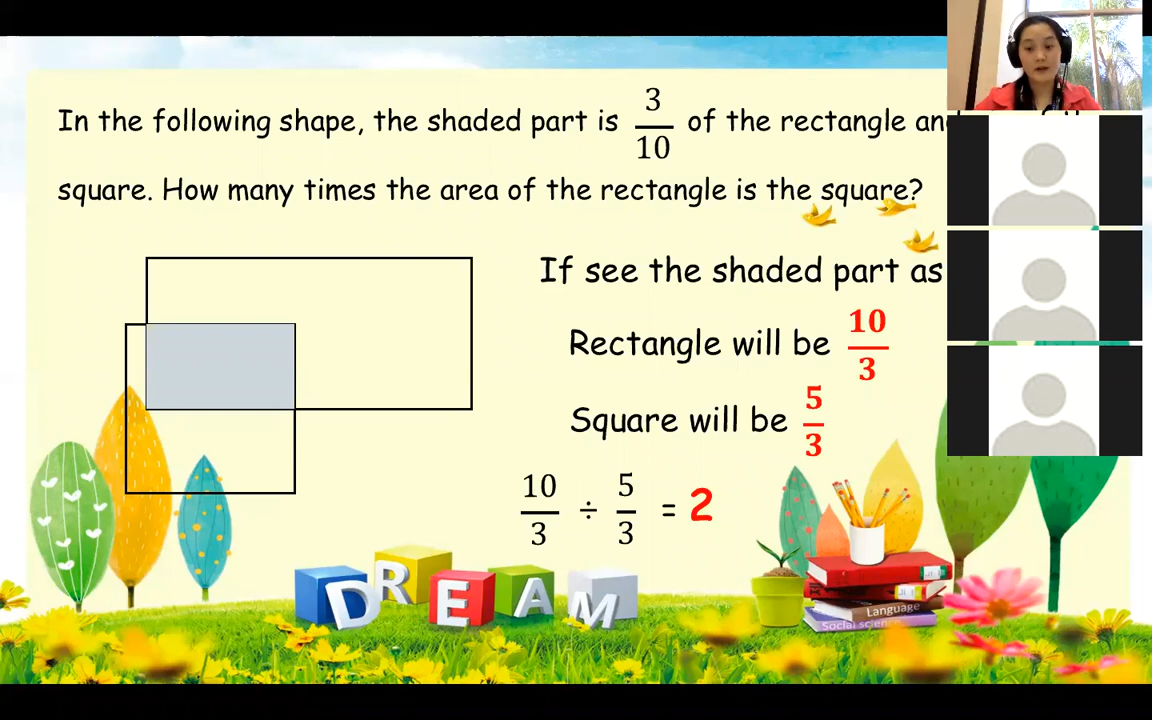 In the following shape, the shaded part is 3/10 of the rectangle
square. How many times the area of the rectangle is the square?
If see the shaded part as
Rectangle will be 10/3
Square will be 5/3
10/3 ÷ 5/3 = 2
DREAM
Language
Social science